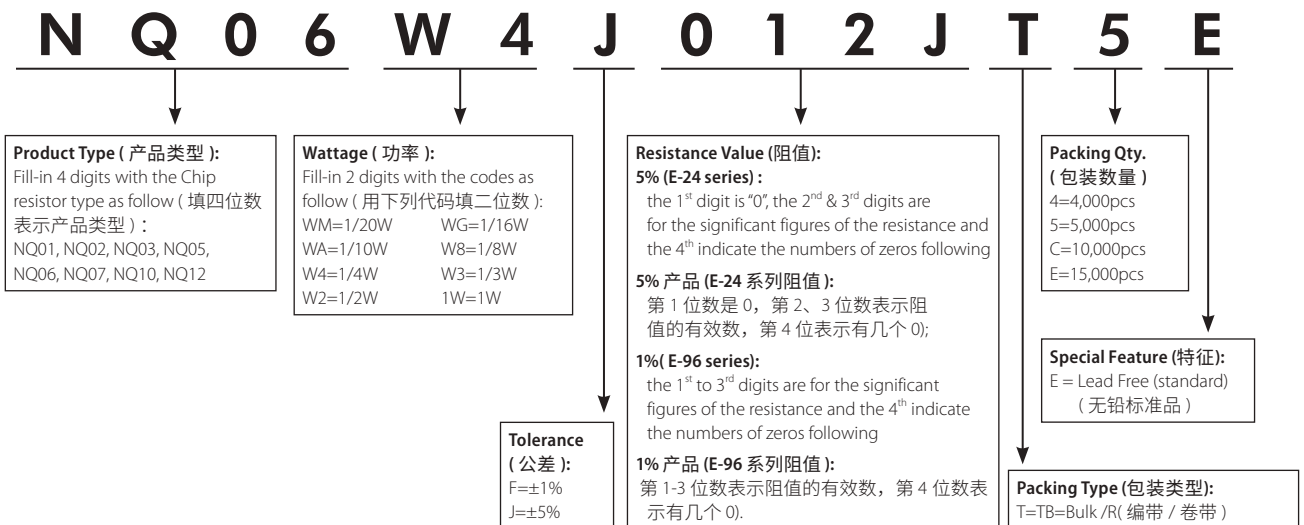 N Q 0 6 W 4 J 0 1 2 J T 5 E
Product Type ( 产品类型 ):
Fill-in 4 digits with the Chip
resistor type as follow ( 填四位数
表示产品类型 ) :
NQ01, NQ02, NQ03, NQ05,
NQ06, NQ07, NQ10, NQ12
Wattage ( 功率 ):
Fill-in 2 digits with the codes as
follow ( 用下列代码填二位数 ):
WM=1/20W WG=1/16W
WA=1/10W W8=1/8W
W4=1/4W W3=1/3W
W2=1/2W 1W=1W
Tolerance
( 公差 ):
F=±1%
J=±5%
Resistance Value (阻值):
5% (E-24 series) :
the 1st digit is "0", the 2nd & 3rd digits are
for the significant figures of the resistance and
the 4th indicate the numbers of zeros following
5% 产品 (E-24 系列阻值 ):
第 1 位数是 0，第 2、3 位数表示阻
值的有效数，第 4 位表示有几个 0);
1%( E-96 series):
the 1st to 3rd digits are for the significant
figures of the resistance and the 4th indicate
the numbers of zeros following
1% 产品 (E-96 系列阻值 ):
第 1-3 位数表示阻值的有效数，第 4 位数表
示有几个 0).
Packing Qty.
( 包装数量 )
4=4,000pcs
5=5,000pcs
C=10,000pcs
E=15,000pcs
Special Feature (特征):
E = Lead Free (standard)
( 无铅标准品 )
Packing Type (包装类型):
T=TB=Bulk /R( 编带 / 卷带 )